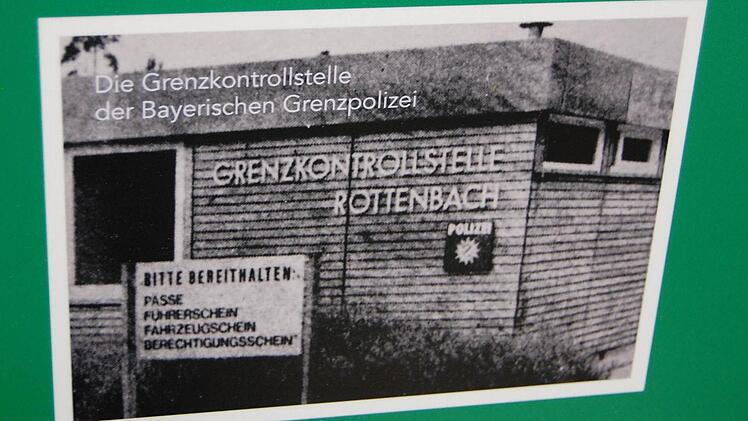 Die Grenzkontrollstelle
der Bayerischen Grenzpolizei
GRENZKONTROLLSTELLE
ROTTENBACH
POLIZEI
BITTE BEREITHALTEN:
PÄSSE
FÜHRERSCHEIN
FAHRZEUGSCHEIN
BERECHTIGUNGSSCHEIN